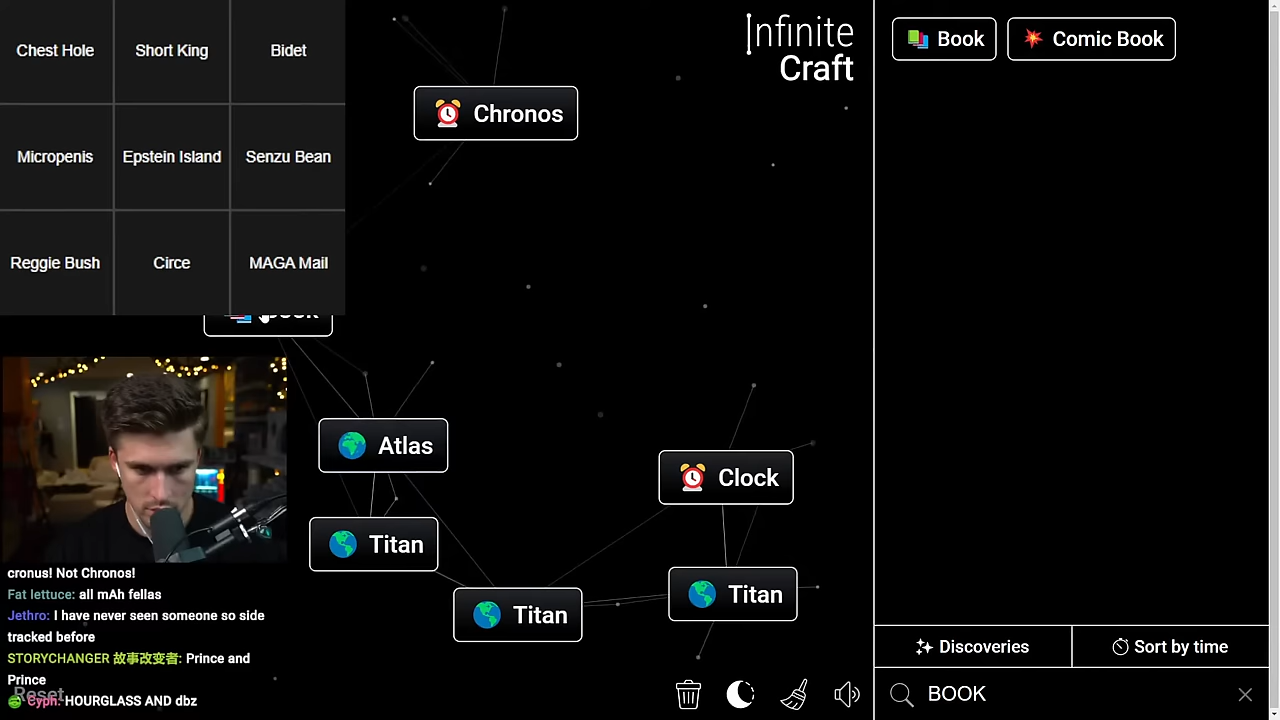 Chest Hole
Short King
Bidet
Micropenis
Epstein Island
Senzu Bean
Reggie Bush
Circe
MAGA Mail
Chronos
Infinite
Craft
Book
Comic Book
Book
Atlas
Titan
Titan
Clock
Titan
cronus! Not Chronos!
Fat lettuce: all mAh fellas
Jethro: I have never seen someone so side
tracked before
STORYCHANGER 故事改变者: Prince and
Prince
Reset
Cyph: HOURGLASS AND dbz
Discoveries
Sort by time
BOOK